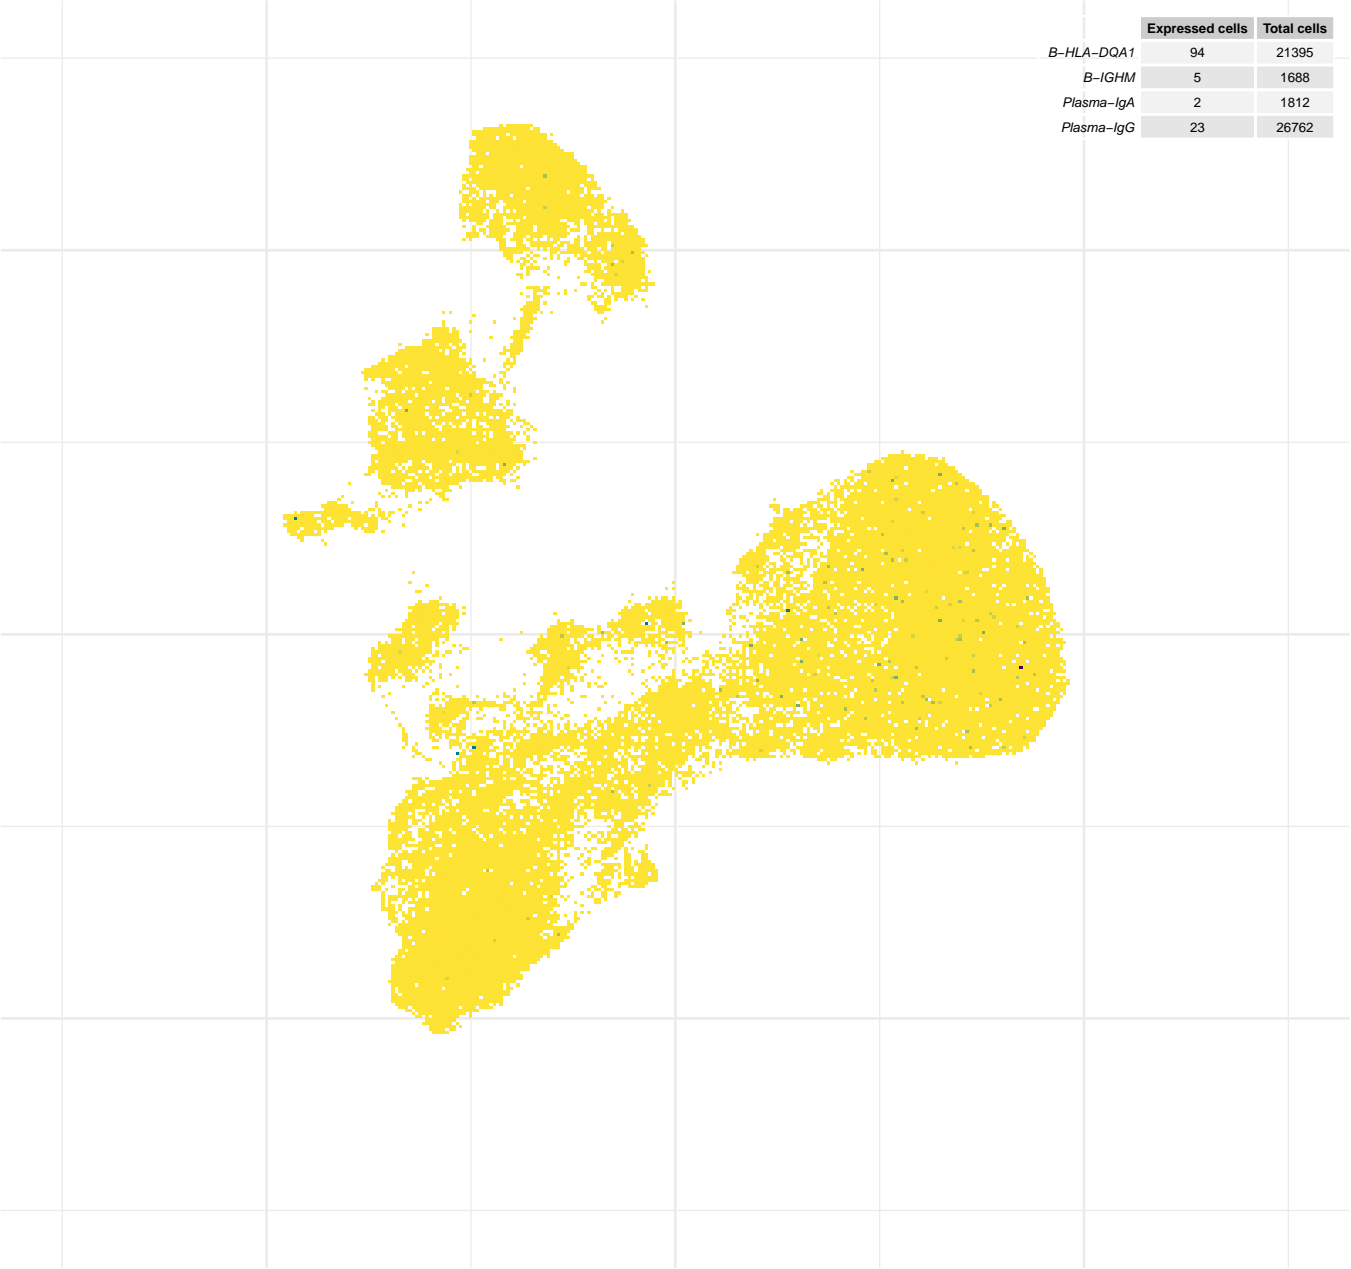 Expressed cells Total cells
B−HLA−DQA1 94 21395
B−IGHM 5 1688
Plasma−IgA 2 1812
Plasma−IgG 23 26762